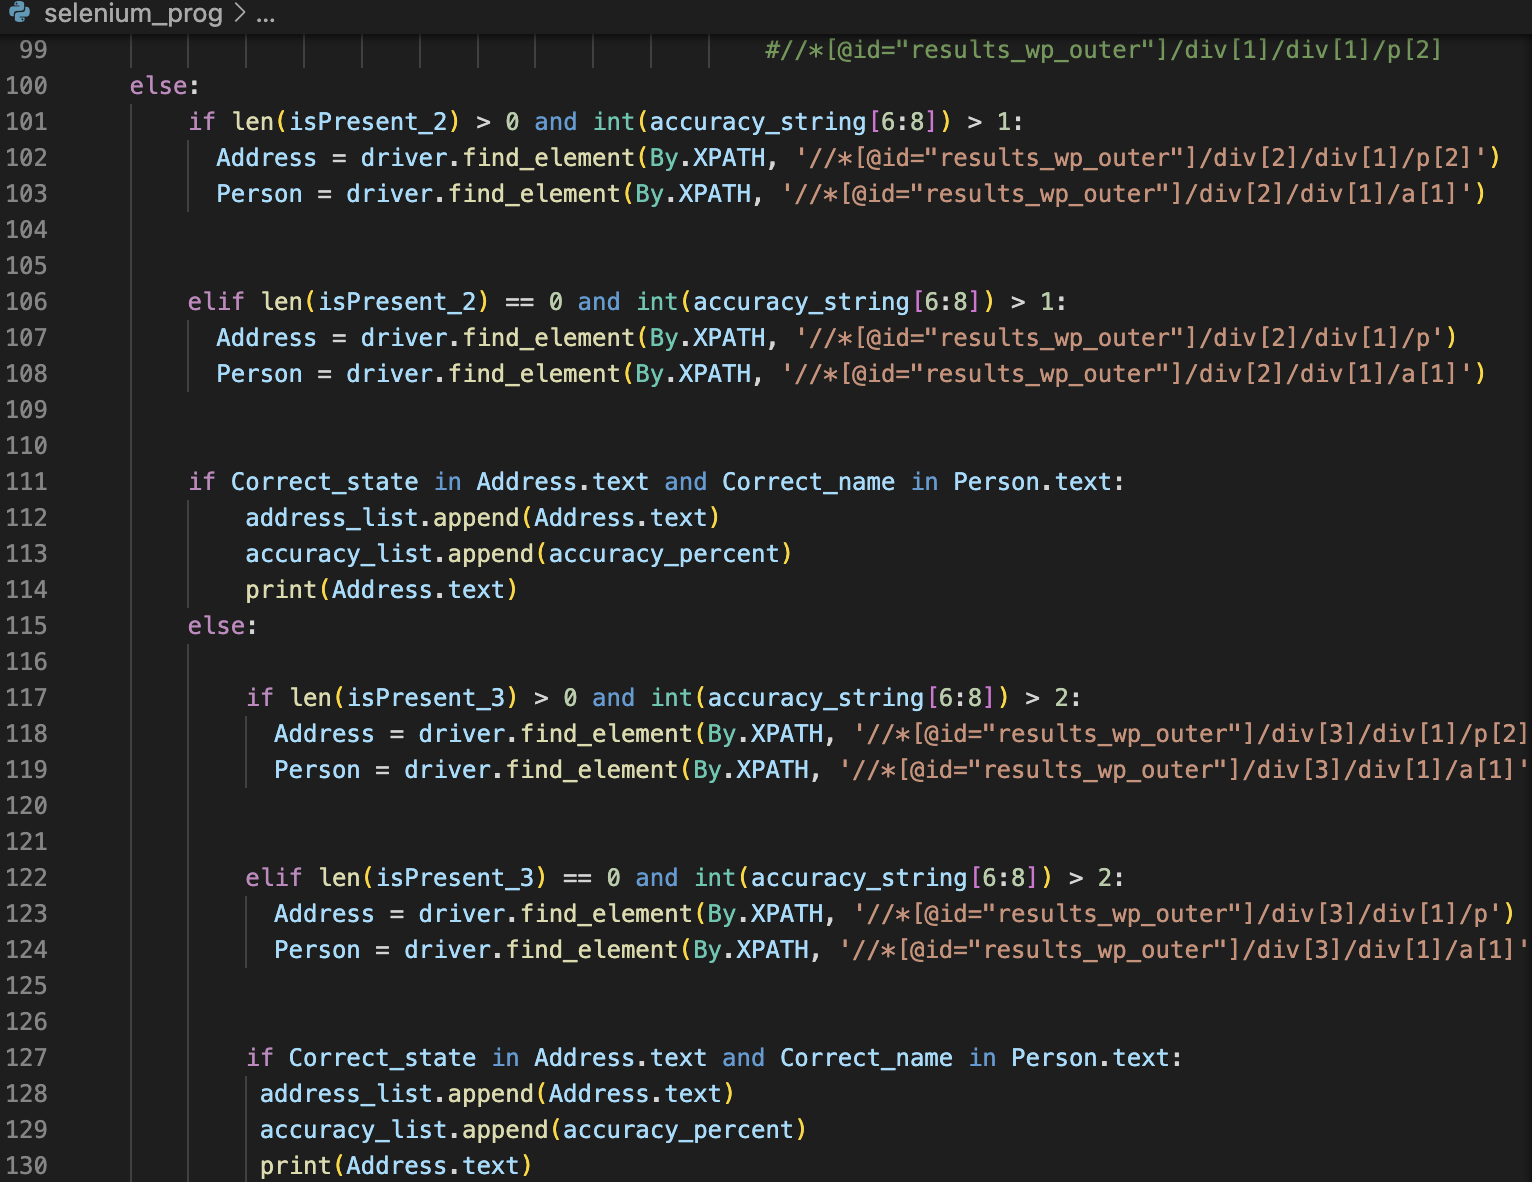 selenium_prog > ...
99 #//*[@id="results_wp_outer"]/div[1]/div[1]/p[2]
100 else:
101 if len(isPresent_2) > 0 and int(accuracy_string[6:8]) > 1:
102 Address = driver.find_element(By.XPATH, '//*[@id="results_wp_outer"]/div[2]/div[1]/p[2]')
103 Person = driver.find_element(By.XPATH, '//*[@id="results_wp_outer"]/div[2]/div[1]/a[1]')
104
105
106 elif len(isPresent_2) == 0 and int(accuracy_string[6:8]) > 1:
107 Address = driver.find_element(By.XPATH, '//*[@id="results_wp_outer"]/div[2]/div[1]/p')
108 Person = driver.find_element(By.XPATH, '//*[@id="results_wp_outer"]/div[2]/div[1]/a[1]')
109
110
111 if Correct_state in Address.text and Correct_name in Person.text:
112 address_list.append(Address.text)
113 accuracy_list.append(accuracy_percent)
114 print(Address.text)
115 else:
116
117 if len(isPresent_3) > 0 and int(accuracy_string[6:8]) > 2:
118 Address = driver.find_element(By.XPATH, '//*[@id="results_wp_outer"]/div[3]/div[1]/p[2]
119 Person = driver.find_element(By.XPATH, '//*[@id="results_wp_outer"]/div[3]/div[1]/a[1]'
120
121
122 elif len(isPresent_3) == 0 and int(accuracy_string[6:8]) > 2:
123 Address = driver.find_element(By.XPATH, '//*[@id="results_wp_outer"]/div[3]/div[1]/p')
124 Person = driver.find_element(By.XPATH, '//*[@id="results_wp_outer"]/div[3]/div[1]/a[1]'
125
126
127 if Correct_state in Address.text and Correct_name in Person.text:
128 address_list.append(Address.text)
129 accuracy_list.append(accuracy_percent)
130 print(Address.text)